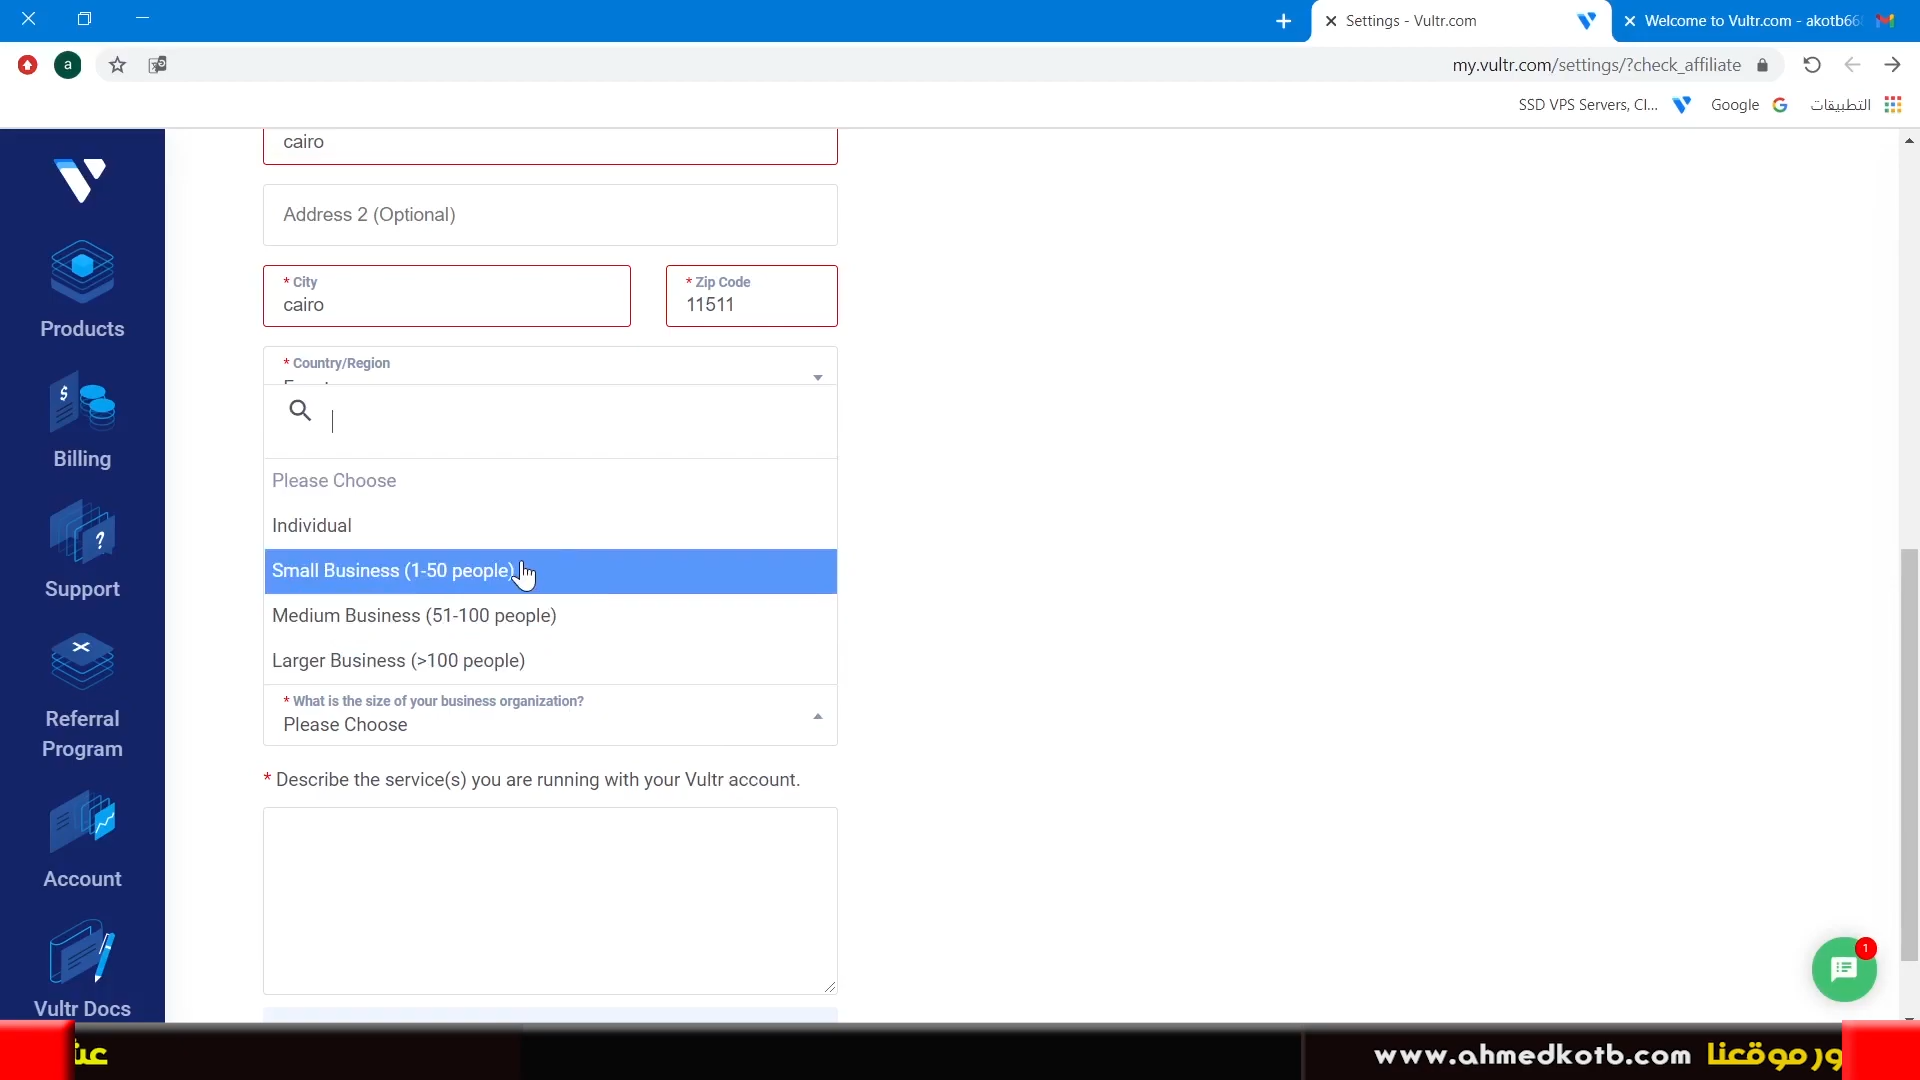 Settings - Vultr.com
Welcome to Vultr.com - akotb66
a
my.vultr.com/settings/?check_affiliate
SSD VPS Servers, Cl...
Google
التطبيقات
cairo
Address 2 (Optional)
* City
cairo
* Zip Code
11511
* Country/Region
Please Choose
Individual
Small Business (1-50 people)
Medium Business (51-100 people)
Larger Business (>100 people)
* What is the size of your business organization?
Please Choose
* Describe the service(s) you are running with your Vultr account.
Products
Billing
Support
Referral
Program
Account
Vultr Docs
1
www.ahmedkotb.com